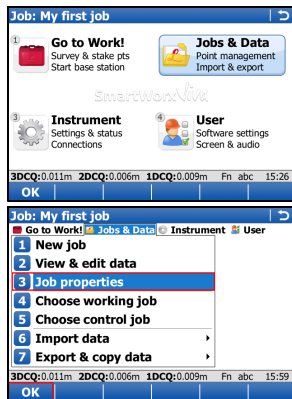 Job: My first job
1 Go to Work!
Survey & stake pts
Start base station
Jobs & Data
Point management
Import & export
SmartWorx Viva
3 Instrument
Settings & status
Connections
4 User
Software settings
Screen & audio
3DCQ:0.011m 2DCQ:0.006m 1DCQ:0.009m Fn abc 15:26
OK
Job: My first job
Go to Work! Jobs & Data Instrument User
1 New job
2 View & edit data
3 Job properties
4 Choose working job
5 Choose control job
6 Import data
7 Export & copy data
3DCQ:0.011m 2DCQ:0.006m 1DCQ:0.009m Fn abc 15:59
OK